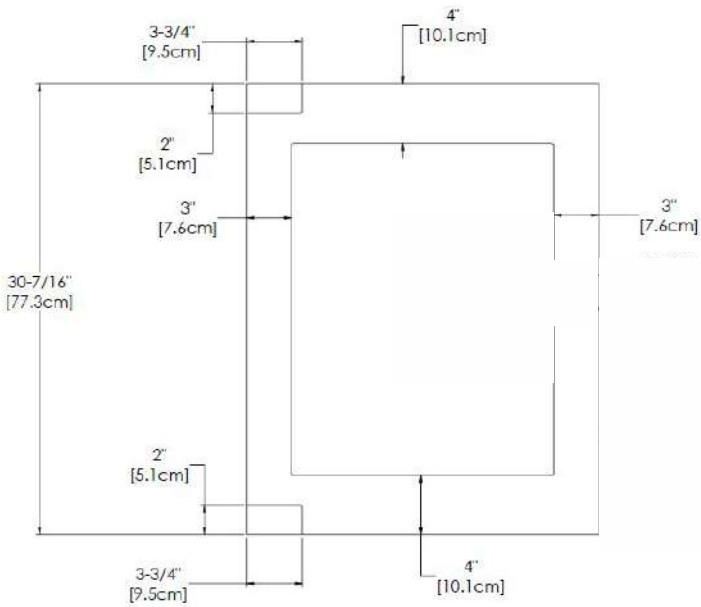 4"
[10.1cm]
3-3/4"
[9.5cm]
2"
[5.1cm]
3"
[7.6cm]
3"
[7.6cm]
30-7/16"
[77.3cm]
2"
[5.1cm]
3-3/4"
[9.5cm]
4"
[10.1cm]